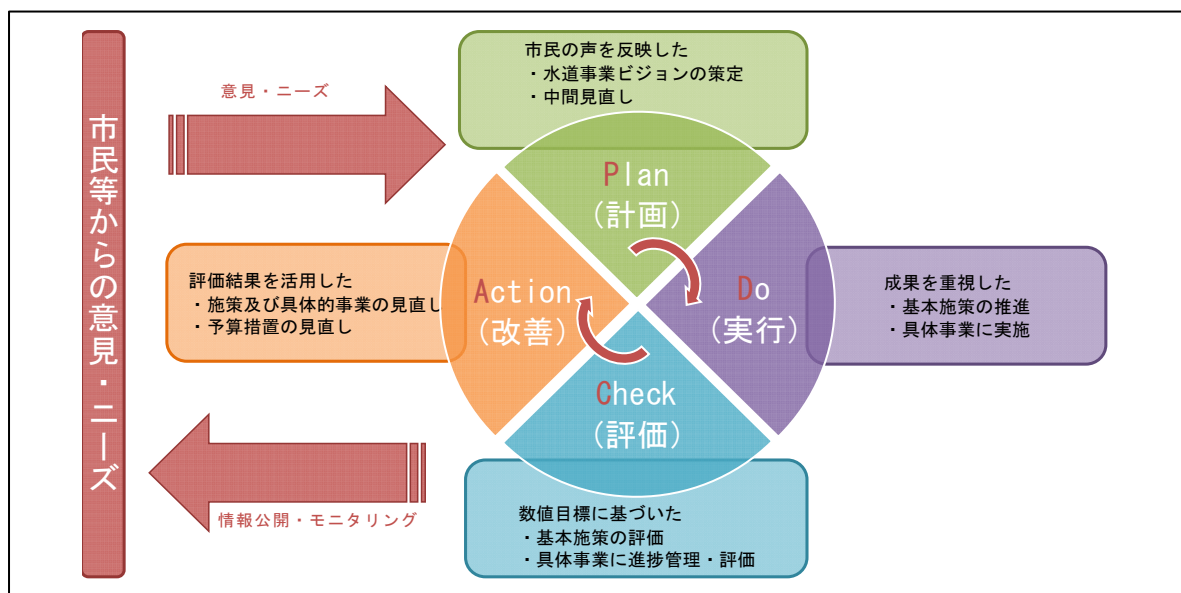 市民等からの意見・ニーズ
意見・ニーズ
市民の声を反映した
・水道事業ビジョンの策定
・中間見直し
Plan
(計画)
評価結果を活用した
・施策及び具体的事業の見直し
・予算措置の見直し
Action
(改善)
Do
(実行)
成果を重視した
・基本施策の推進
・具体事業に実施
Check
(評価)
情報公開・モニタリング
数値目標に基づいた
・基本施策の評価
・具体事業に進捗管理・評価